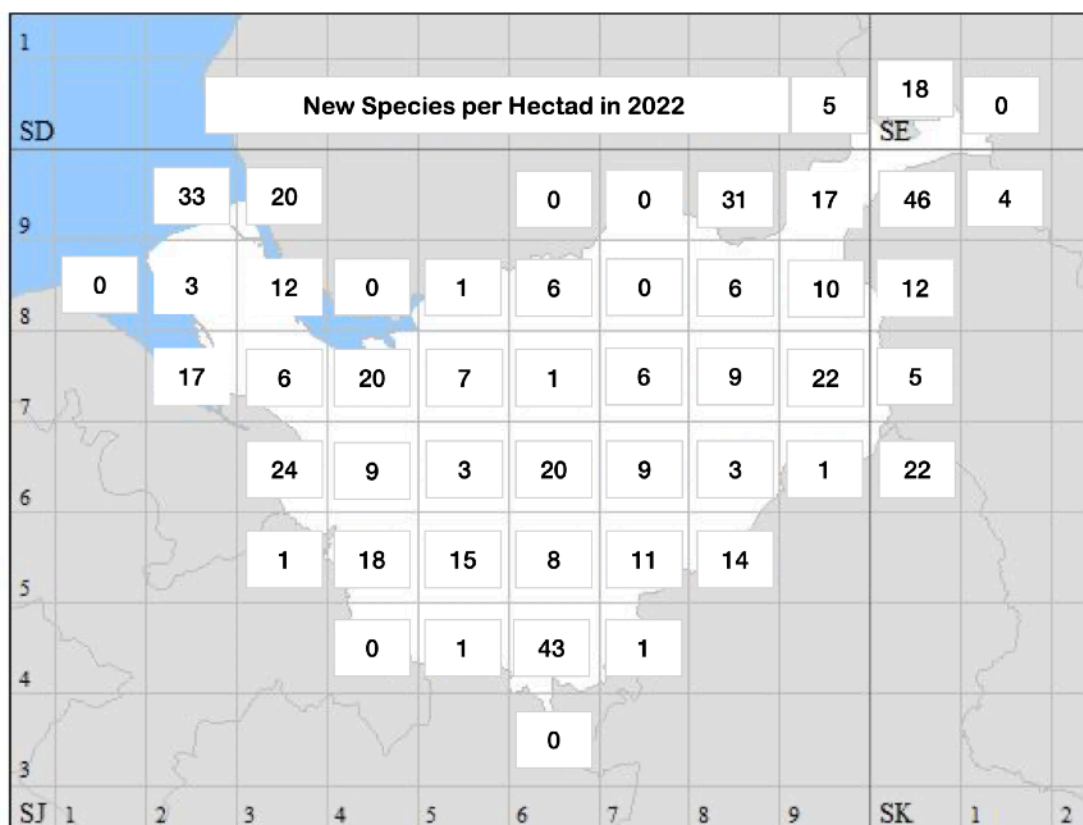 1
New Species per Hectad in 2022 5 18 0
SD SE
33 20 0 0 31 17 46 4
9
0 3 12 0 1 6 0 6 10 12
8
17 6 20 7 1 6 9 22 5
7
24 9 3 20 9 3 1 22
6
1 18 15 8 11 14
5
0 1 43 1
4
0
3
SJ 1 2 3 4 5 6 7 8 9 SK 1 2